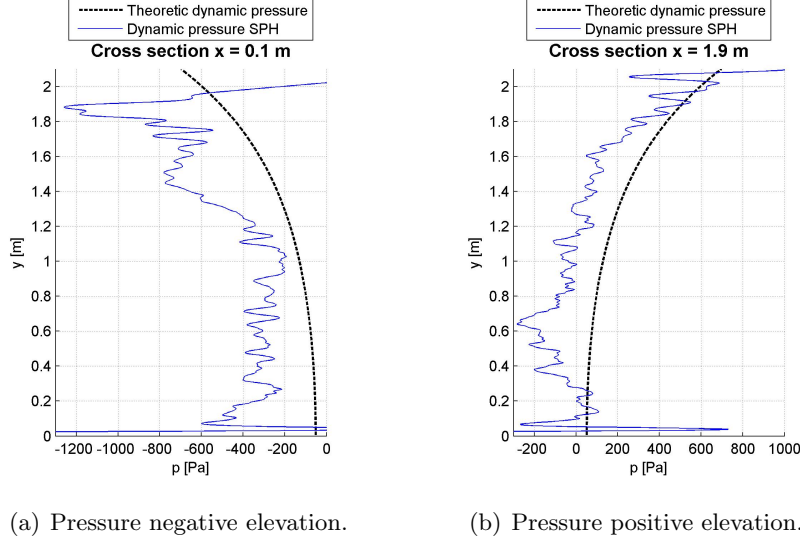 Theoretic dynamic pressure
Dynamic pressure SPH
Cross section x = 0.1 m
2
1.8
1.6
1.4
1.2
1
0.8
0.6
0.4
0.2
0
y [m]
-1200 -1000 -800 -600 -400 -200 0
p [Pa]
(a) Pressure negative elevation.
Theoretic dynamic pressure
Dynamic pressure SPH
Cross section x = 1.9 m
2
1.8
1.6
1.4
1.2
1
0.8
0.6
0.4
0.2
0
y [m]
-200 0 200 400 600 800 1000
p [Pa]
(b) Pressure positive elevation.